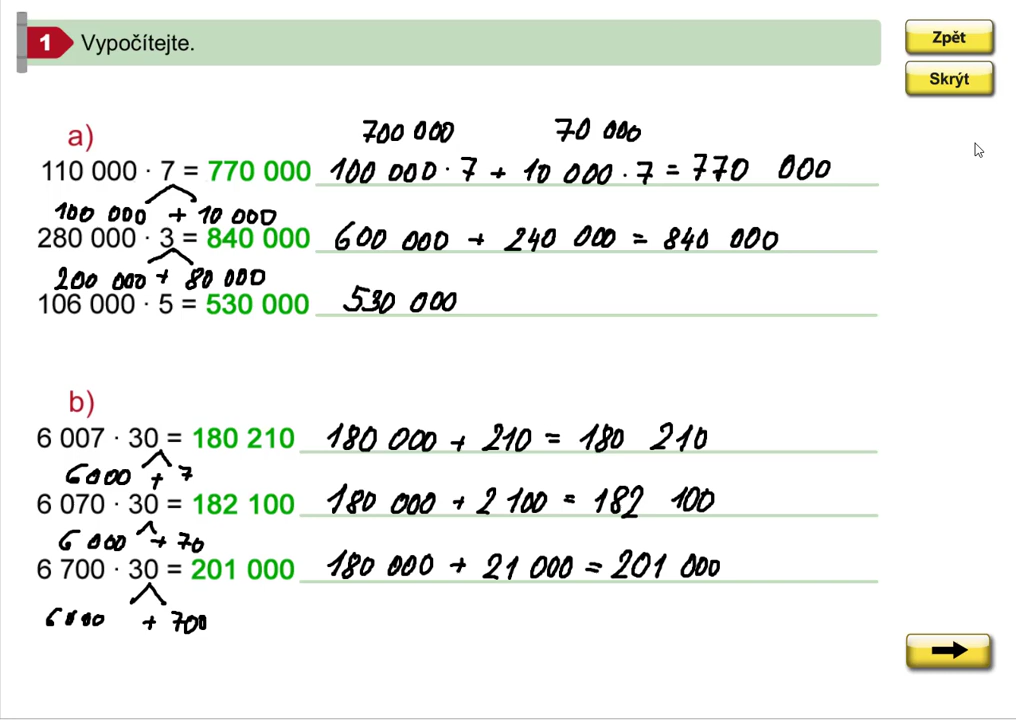 1 Vypočítejte.
Zpět
Skrýt
a)
700 000 70 000
110 000 · 7 = 770 000 100 000 · 7 + 10 000 · 7 = 770 000
100 000 + 10 000
280 000 · 3 = 840 000 600 000 + 240 000 = 840 000
200 000 + 80 000
106 000 · 5 = 530 000 530 000
b)
6 007 · 30 = 180 210 180 000 + 210 = 180 210
6000 + 7
6 070 · 30 = 182 100 180 000 + 2 100 = 182 100
6 000 + 70
6 700 · 30 = 201 000 180 000 + 21 000 = 201 000
6000 + 700